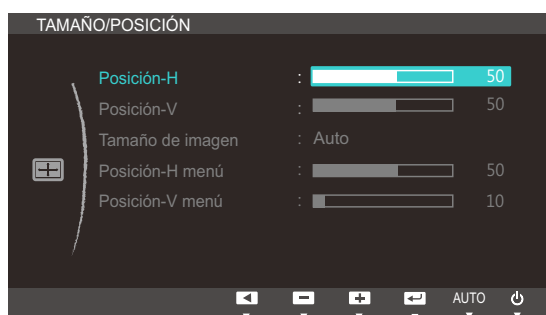 TAMAÑO/POSICIÓN
Posición-H : 50
Posición-V : 50
Tamaño de imagen : Auto
Posición-H menú : 50
Posición-V menú : 10
AUTO